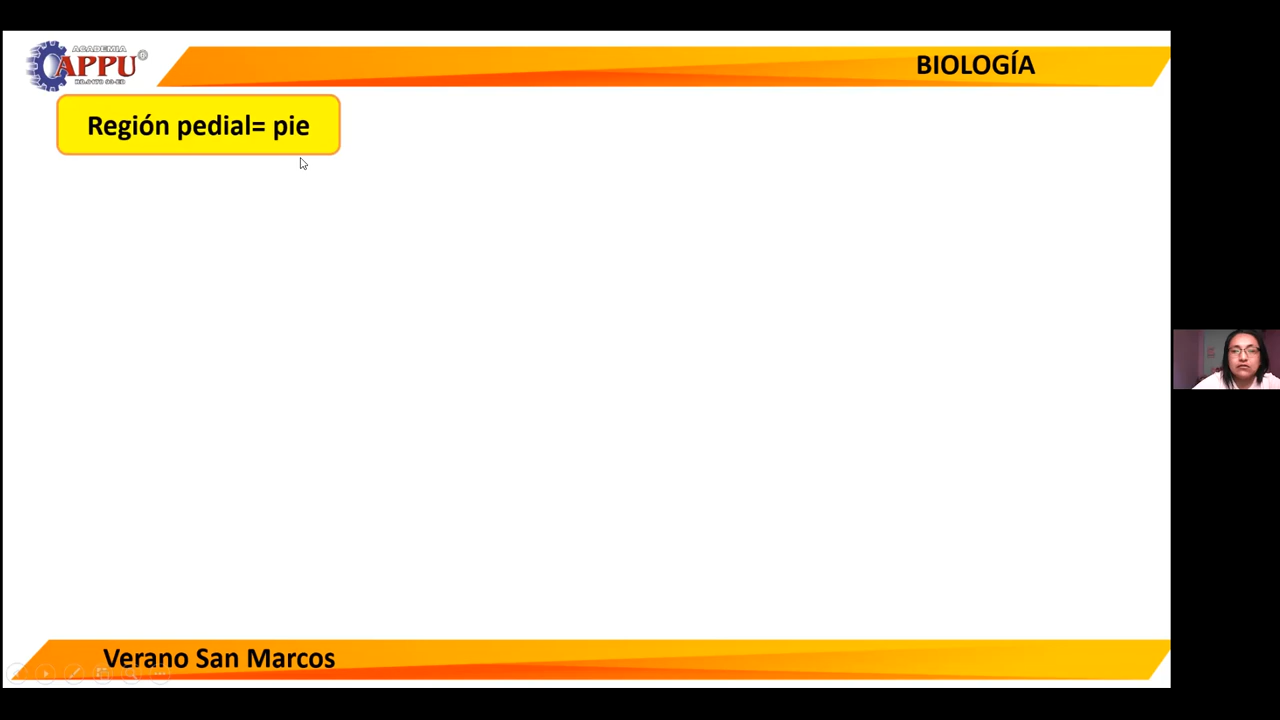 ACADEMIA
APPU
BIOLOGÍA
Región pedial= pie
Verano San Marcos